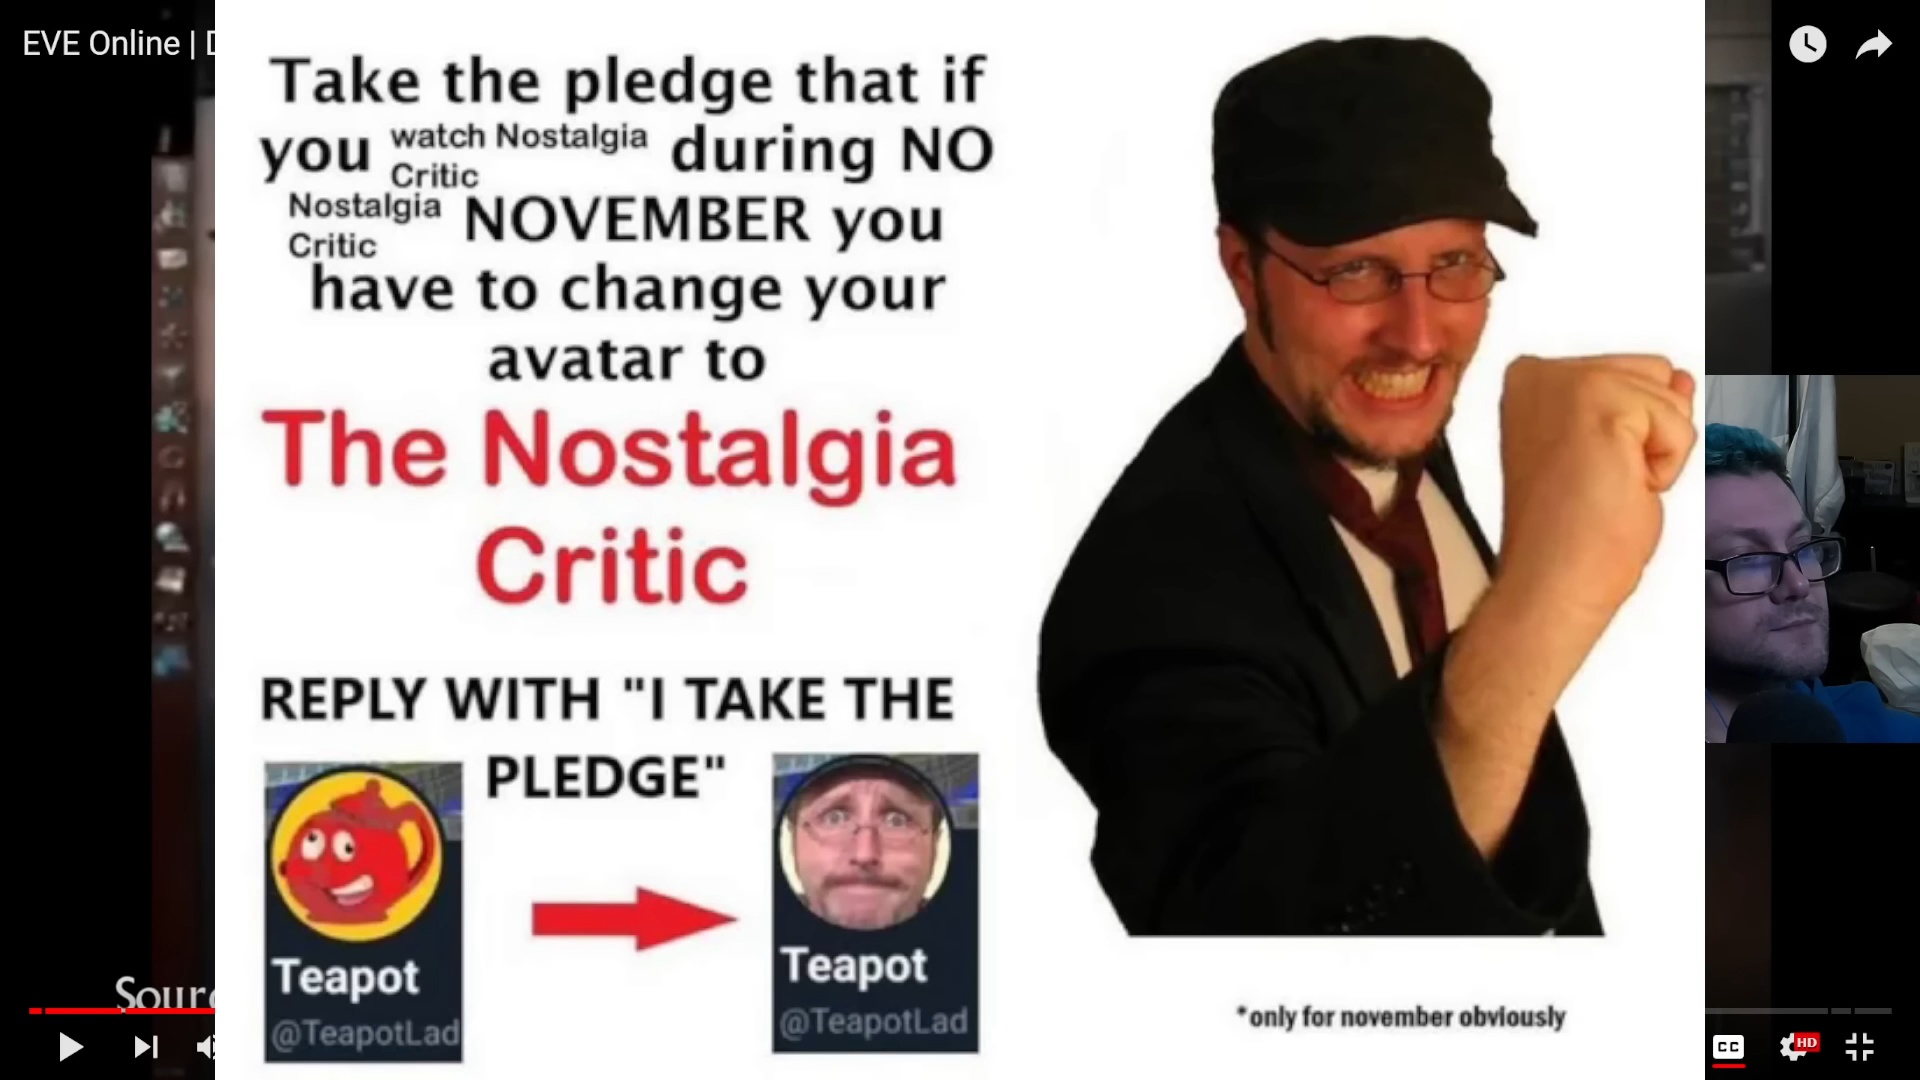 EVE Online |
Take the pledge that if
you watch Nostalgia Critic during NO
Nostalgia Critic NOVEMBER you
have to change your
avatar to
The Nostalgia
Critic
REPLY WITH "I TAKE THE
PLEDGE"
Teapot
@TeapotLad
Teapot
@TeapotLad
*only for november obviously
CC
HD